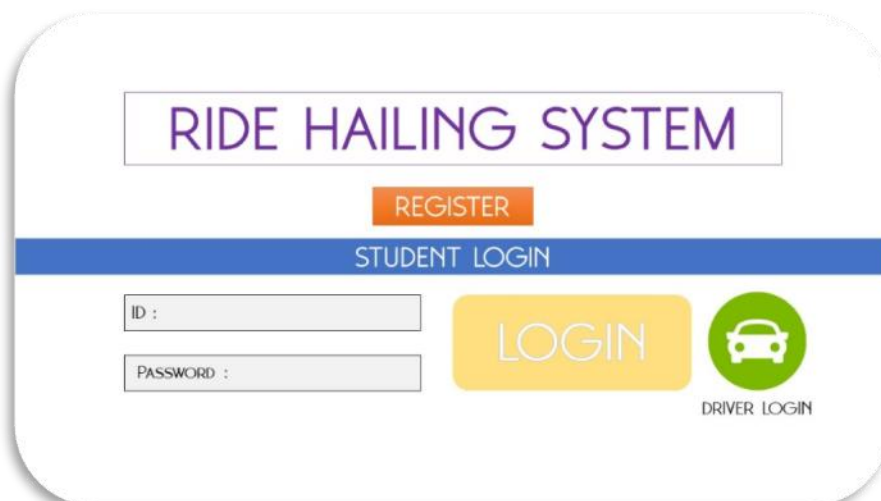 RIDE HAILING SYSTEM
REGISTER
STUDENT LOGIN
ID :
PASSWORD :
LOGIN
DRIVER LOGIN